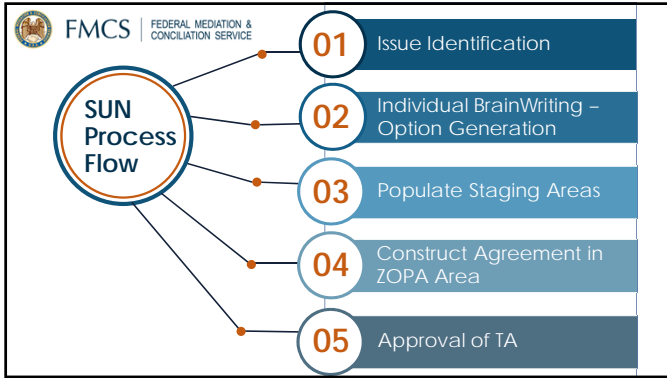 FMCS
FEDERAL MEDIATION &
CONCILIATION SERVICE
SUN
Process
Flow
01
Issue Identification
02
Individual BrainWriting –
Option Generation
03
Populate Staging Areas
04
Construct Agreement in
ZOPA Area
05
Approval of TA